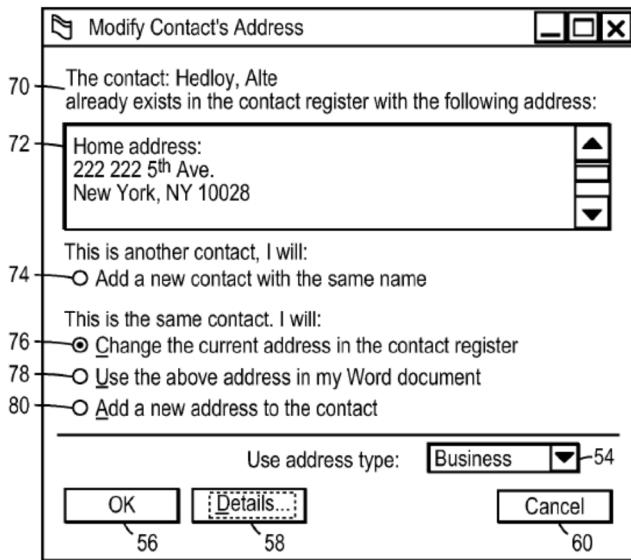 Modify Contact's Address
70 The contact: Hedloy, Alte
already exists in the contact register with the following address:
72 Home address:
222 222 5th Ave.
New York, NY 10028
This is another contact, I will:
74 Add a new contact with the same name
This is the same contact. I will:
76 Change the current address in the contact register
78 Use the above address in my Word document
80 Add a new address to the contact
Use address type: Business 54
OK Details... Cancel
56 58 60